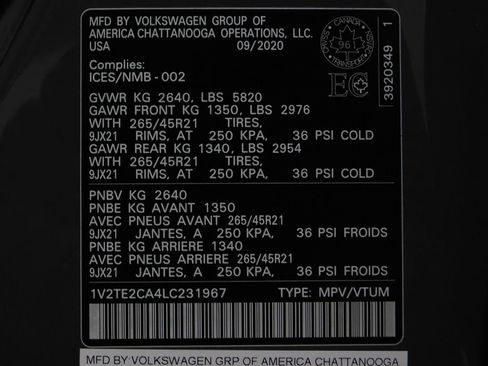 MFD BY VOLKSWAGEN GROUP OF
AMERICA CHATTANOOGA OPERATIONS, LLC.
USA 09/2020
Complies:
ICES/NMB-002
CANADA
961
EC
3920349 1
GVWR KG 2640, LBS 5820
GAWR FRONT KG 1350, LBS 2976
WITH 265/45R21 TIRES,
9JX21 RIMS, AT 250 KPA, 36 PSI COLD
GAWR REAR KG 1340, LBS 2954
WITH 265/45R21 TIRES,
9JX21 RIMS, AT 250 KPA, 36 PSI COLD
PNBV KG 2640
PNBE KG AVANT 1350
AVEC PNEUS AVANT 265/45R21
9JX21 JANTES, A 250 KPA, 36 PSI FROIDS
PNBE KG ARRIERE 1340
AVEC PNEUS ARRIERE 265/45R21
9JX21 JANTES, A 250 KPA, 36 PSI FROIDS
1V2TE2CA4LC231967 TYPE: MPV/VTUM
MFD BY VOLKSWAGEN GRP OF AMERICA CHATTANOOGA